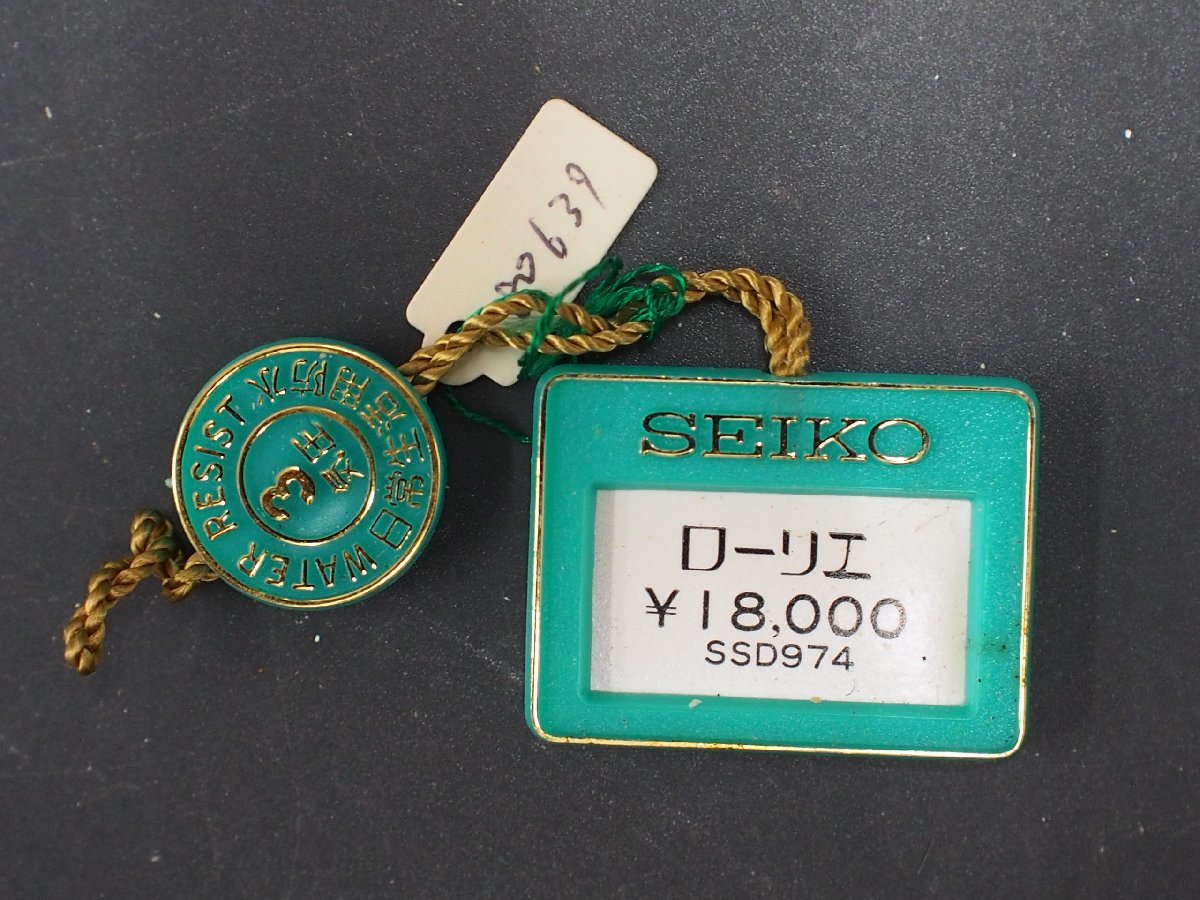 SEIKO
ローリエ
¥18,000
SSD974
日常生活用防水
WATER RESIST
3
気圧
0639